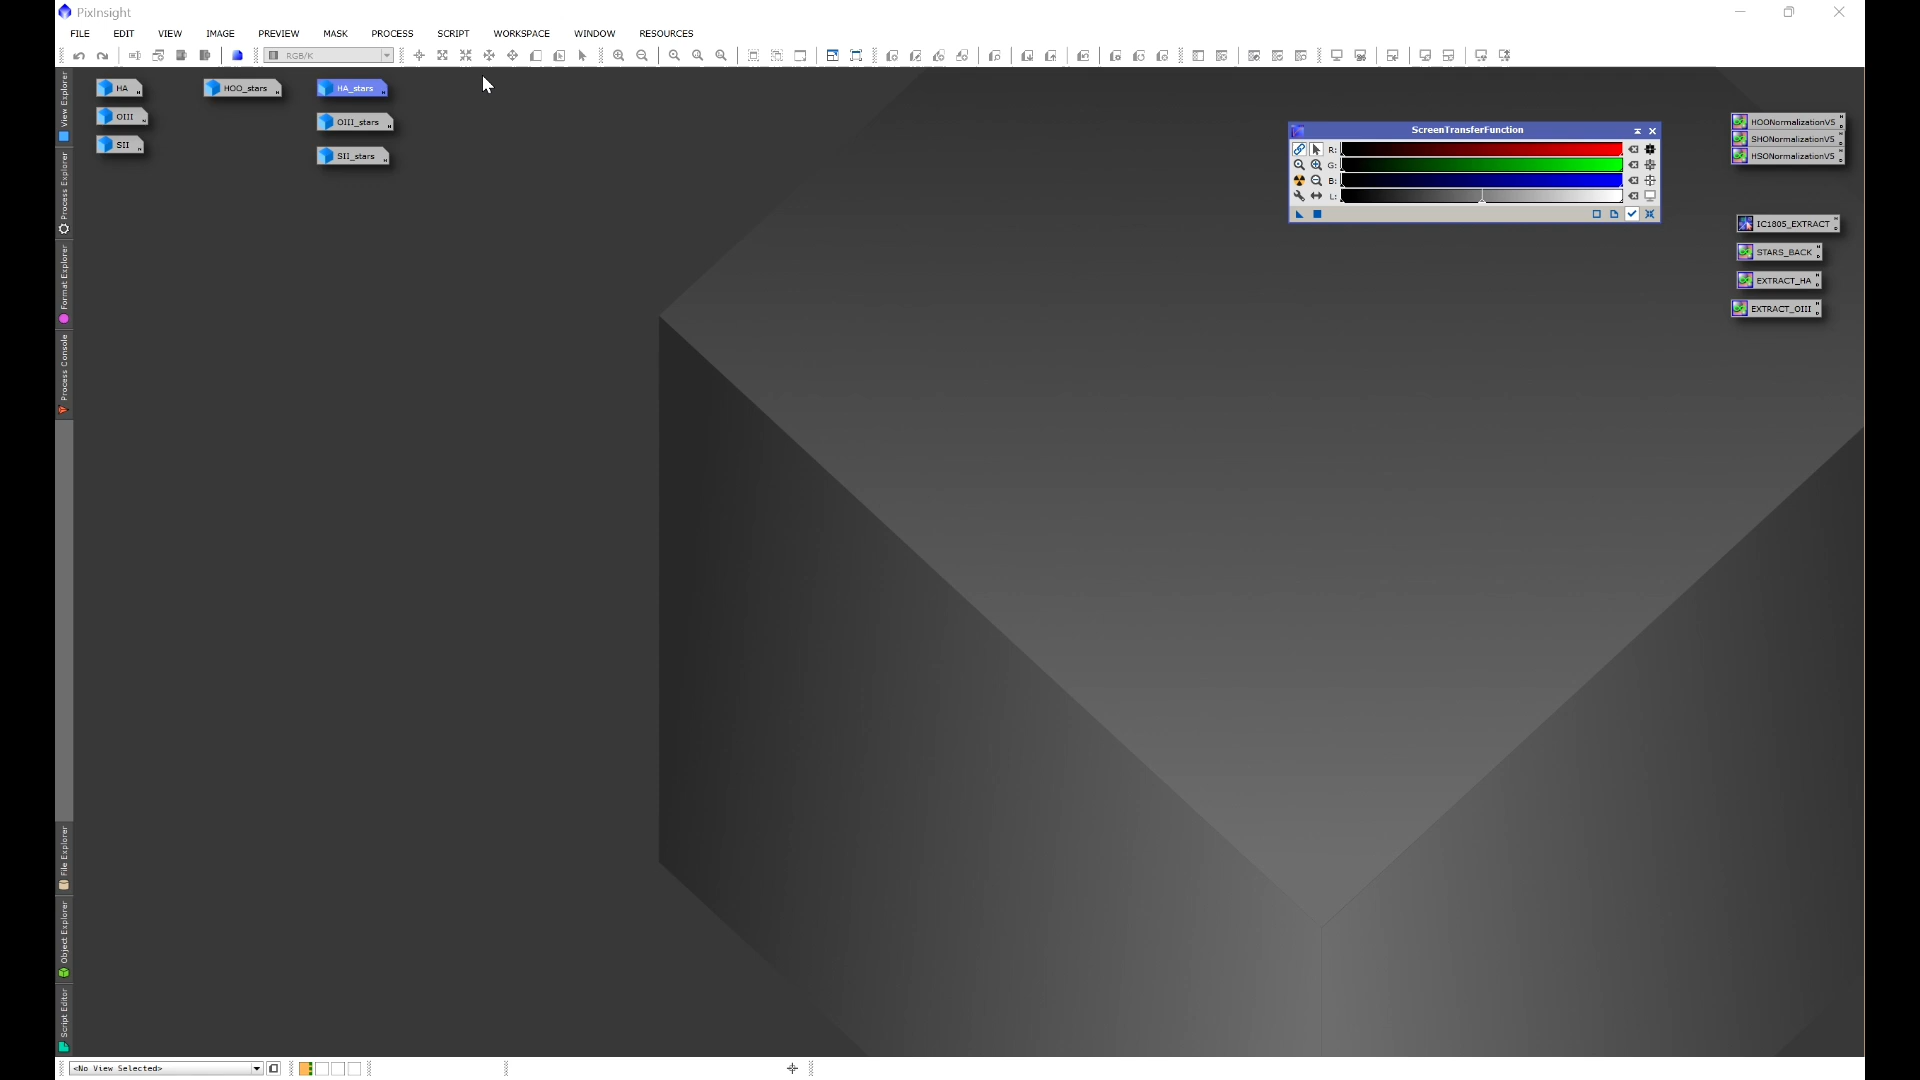 PixInsight
FILE EDIT VIEW IMAGE PREVIEW MASK PROCESS SCRIPT WORKSPACE WINDOW RESOURCES
RGB/K
View Explorer
Process Explorer
Format Explorer
Process Console
File Explorer
Object Explorer
Script Editor
HA
OIII
SII
HOO_stars
HA_stars
OIII_stars
SII_stars
ScreenTransferFunction
R:
G:
B:
L:
HOONormalizationV5
SHONormalizationV5
HSONormalizationV5
IC1805_EXTRACT
STARS_BACK
EXTRACT_HA
EXTRACT_OIII
<No View Selected>